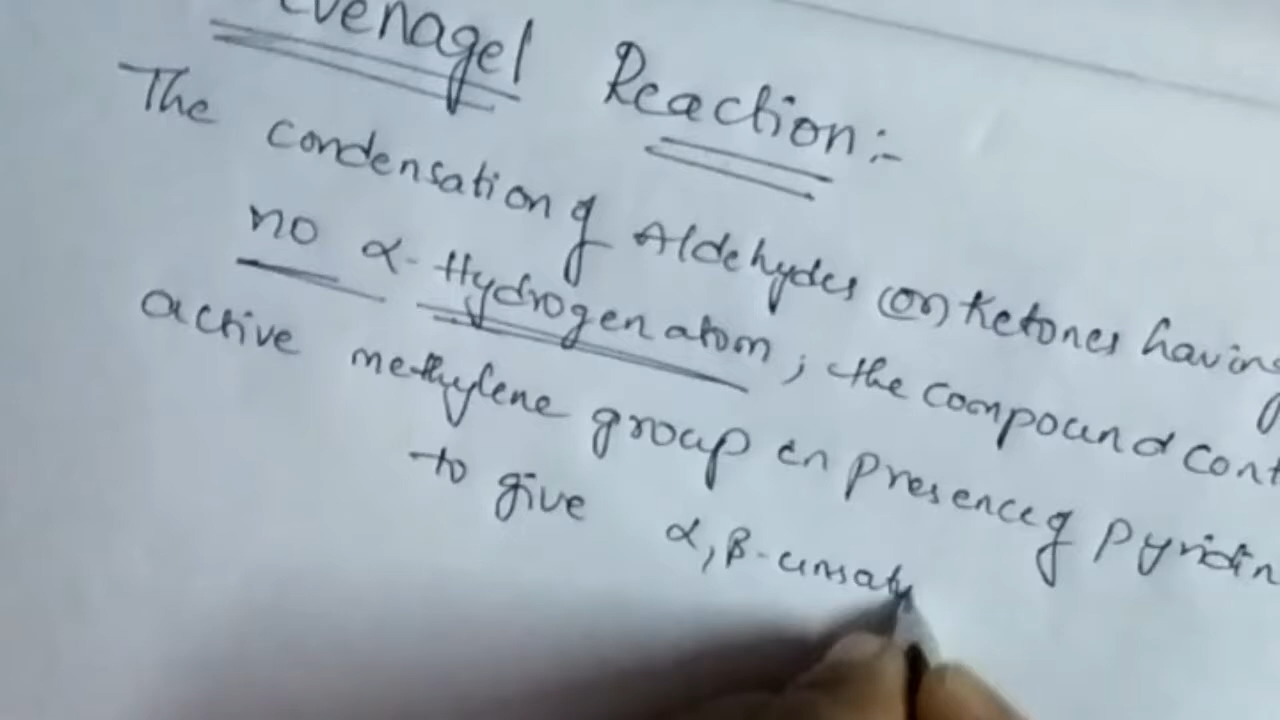 evenagel Reaction:-
The condensation of Aldehydes (or) Ketones having
no α-Hydrogen atom, the compound cont
active methylene group in presence of pyridin
to give α, β-unsat